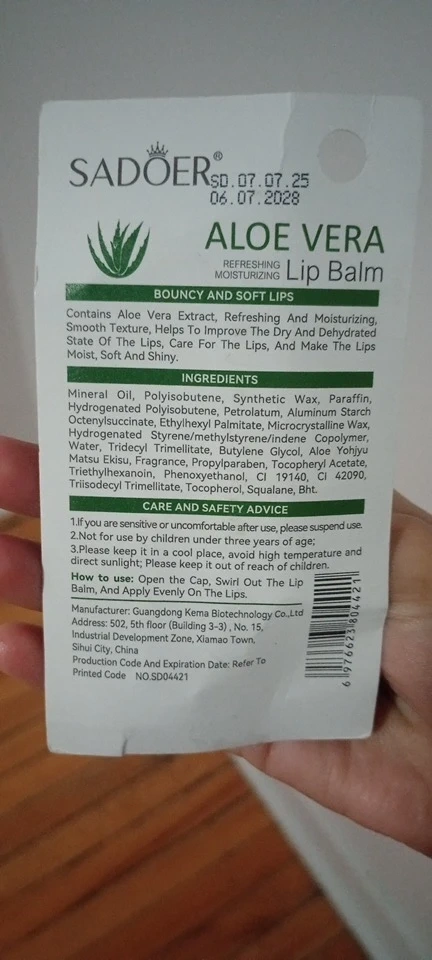 SADOER®
SD.07.07.25
06.07.2028
ALOE VERA
REFRESHING
MOISTURIZING Lip Balm
BOUNCY AND SOFT LIPS
Contains Aloe Vera Extract, Refreshing And Moisturizing,
Smooth Texture, Helps To Improve The Dry And Dehydrated
State Of The Lips, Care For The Lips, And Make The Lips
Moist, Soft And Shiny.
INGREDIENTS
Mineral Oil, Polyisobutene, Synthetic Wax, Paraffin,
Hydrogenated Polyisobutene, Petrolatum, Aluminum Starch
Octenylsuccinate, Ethylhexyl Palmitate, Microcrystalline Wax,
Hydrogenated Styrene/methylstyrene/indene Copolymer,
Water, Tridecyl Trimellitate, Butylene Glycol, Aloe Yohjyu
Matsu Ekisu, Fragrance, Propylparaben, Tocopheryl Acetate,
Triethylhexanoin, Phenoxyethanol, CI 19140, CI 42090,
Triisodecyl Trimellitate, Tocopherol, Squalane, Bht.
CARE AND SAFETY ADVICE
1.If you are sensitive or uncomfortable after use, please suspend use.
2.Not for use by children under three years of age;
3.Please keep it in a cool place, avoid high temperature and
direct sunlight; Please keep it out of reach of children.
How to use: Open the Cap, Swirl Out The Lip
Balm, And Apply Evenly On The Lips.
Manufacturer: Guangdong Kema Biotechnology Co.,Ltd
Address: 502, 5th floor (Building 3-3) , No. 15,
Industrial Development Zone, Xiamao Town,
Sihui City, China
Production Code And Expiration Date: Refer To
Printed Code NO.SD04421
6 976623 804421